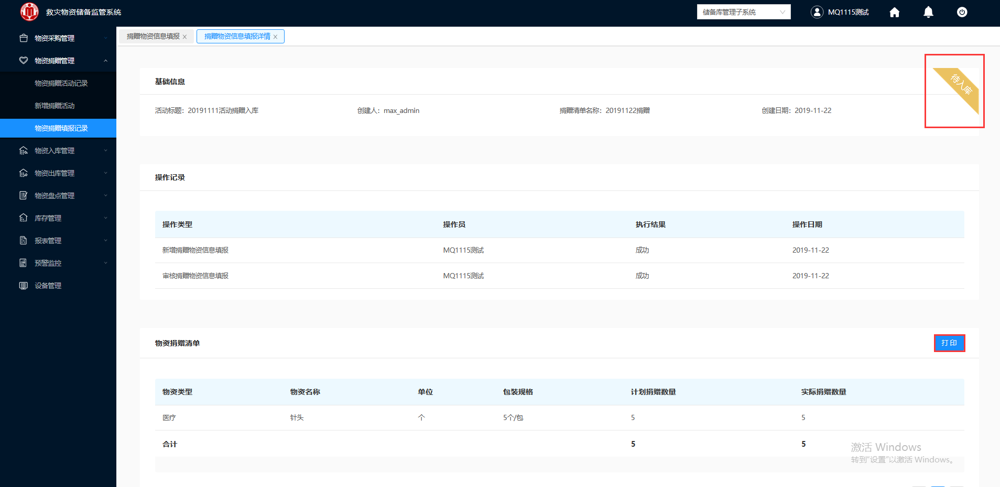 救灾物资储备监管系统
储备库管理子系统
MQ1115测试
物资采购管理
物资捐赠管理
物资捐赠活动记录
新增捐赠活动
物资捐赠填报记录
物资入库管理
物资出库管理
物资盘点管理
库存管理
报表管理
预警监控
设备管理
捐赠物资信息填报
捐赠物资信息填报详情
待入库
基础信息
活动标题：20191111活动捐赠入库 创建人：max_admin 捐赠清单名称：20191122捐赠 创建日期：2019-11-22
操作记录
操作类型 操作员 执行结果 操作日期
新增捐赠物资信息填报 MQ1115测试 成功 2019-11-22
审核捐赠物资信息填报 MQ1115测试 成功 2019-11-22
物资捐赠清单
打 印
物资类型 物资名称 单位 包装规格 计划捐赠数量 实际捐赠数量
医疗 针头 个 5个/包 5 5
合计 5 5
激活 Windows
转到"设置"以激活 Windows。